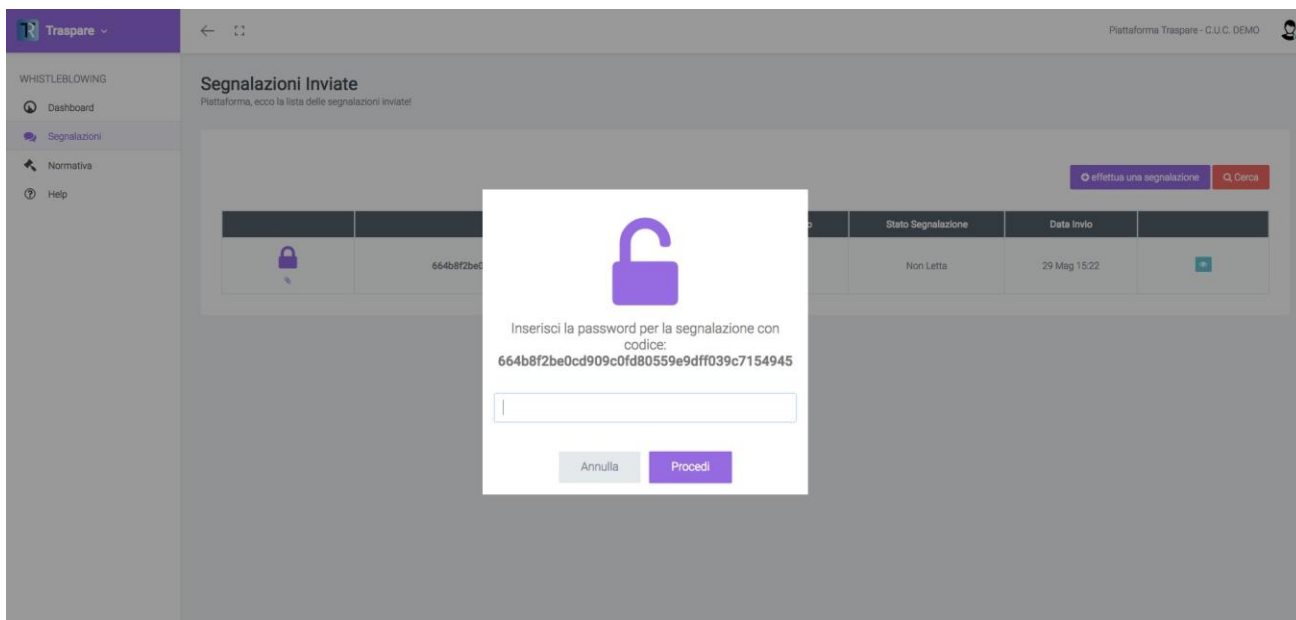 Traspare
Piattaforma Traspare - C.U.C. DEMO
WHISTLEBLOWING
Dashboard
Segnalazioni
Normativa
Help
Segnalazioni Inviate
Piattaforma, ecco la lista delle segnalazioni inviate!
effettua una segnalazione
Cerca
Stato Segnalazione
Data Invio
664b8f2be0
Non Letta
29 Mag 15:22
Inserisci la password per la segnalazione con
codice:
664b8f2be0cd909c0fd80559e9dff039c7154945
Annulla
Procedi